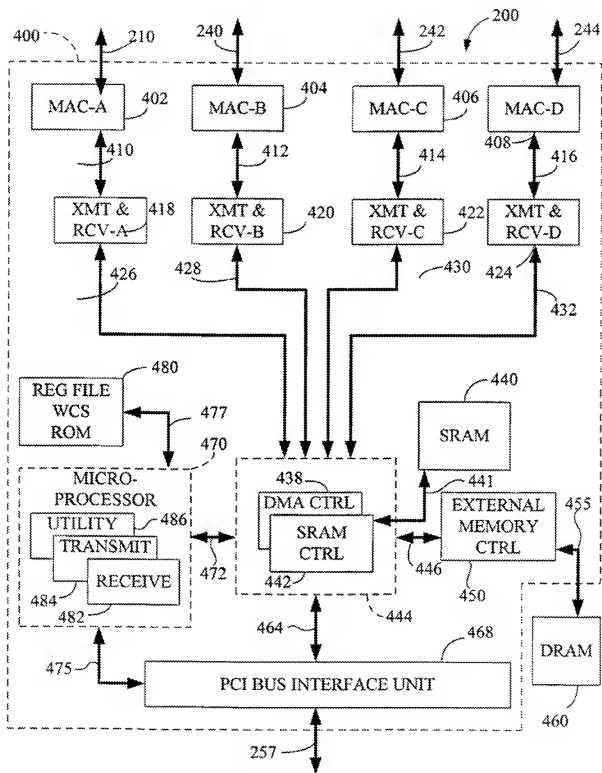 200
400
210
240
242
244
MAC-A
402
MAC-B
404
MAC-C
406
MAC-D
408
410
412
414
416
XMT &
RCV-A
418
XMT &
RCV-B
420
XMT &
RCV-C
422
XMT &
RCV-D
424
426
428
430
432
480
REG FILE
WCS
ROM
477
470
440
SRAM
441
MICRO-
PROCESSOR
UTILITY
486
TRANSMIT
RECEIVE
484
482
472
438
DMA CTRL
SRAM
CTRL
442
444
446
EXTERNAL
MEMORY
CTRL
450
455
DRAM
460
464
475
468
PCI BUS INTERFACE UNIT
257